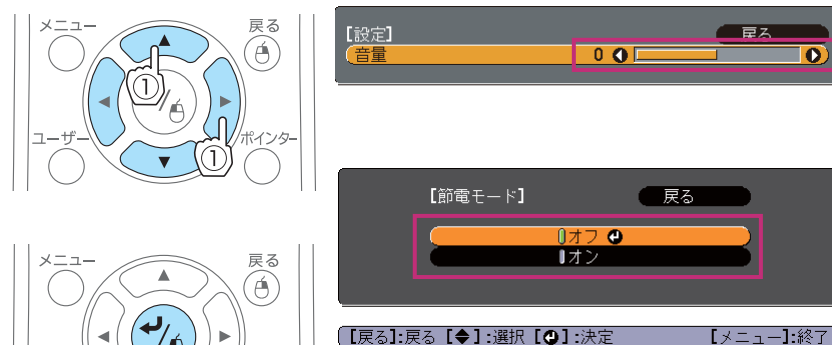 メニュー
戻る
ユーザー
ポインター
①
①
[設定]
戻る
音量 0
[節電モード]
戻る
オフ
オン
メニュー
戻る
[戻る]:戻る [◆]:選択 [↵]:決定 [メニュー]:終了